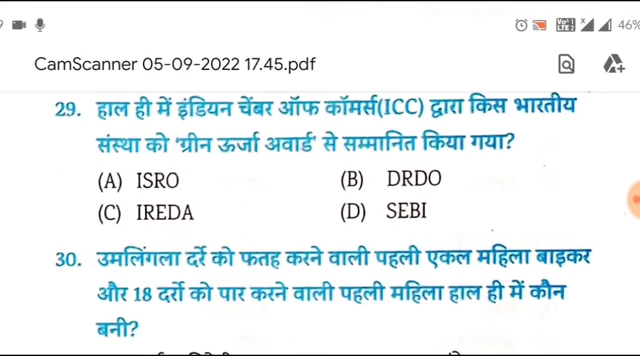 46%
CamScanner 05-09-2022 17.45.pdf
29. हाल ही में इंडियन चेंबर ऑफ कॉमर्स(ICC) द्वारा किस भारतीय
संस्था को ‘ग्रीन ऊर्जा अवार्ड’ से सम्मानित किया गया?
(A) ISRO (B) DRDO
(C) IREDA (D) SEBI
30. उमलिंगला दर्रे को फतह करने वाली पहली एकल महिला बाइकर
और 18 दर्रो को पार करने वाली पहली महिला हाल ही में कौन
बनी?